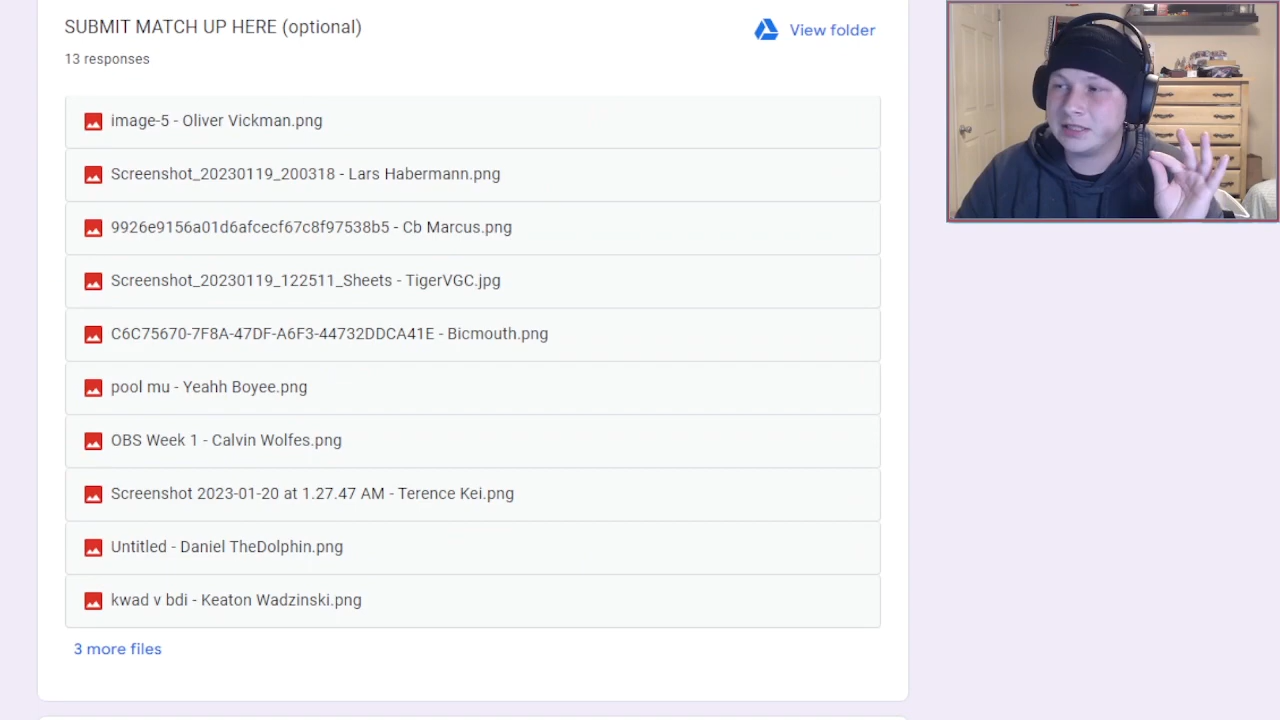 SUBMIT MATCH UP HERE (optional)
View folder
13 responses
image-5 - Oliver Vickman.png
Screenshot_20230119_200318 - Lars Habermann.png
9926e9156a01d6afcecf67c8f97538b5 - Cb Marcus.png
Screenshot_20230119_122511_Sheets - TigerVGC.jpg
C6C75670-7F8A-47DF-A6F3-44732DDCA41E - Bicmouth.png
pool mu - Yeahh Boyee.png
OBS Week 1 - Calvin Wolfes.png
Screenshot 2023-01-20 at 1.27.47 AM - Terence Kei.png
Untitled - Daniel TheDolphin.png
kwad v bdi - Keaton Wadzinski.png
3 more files